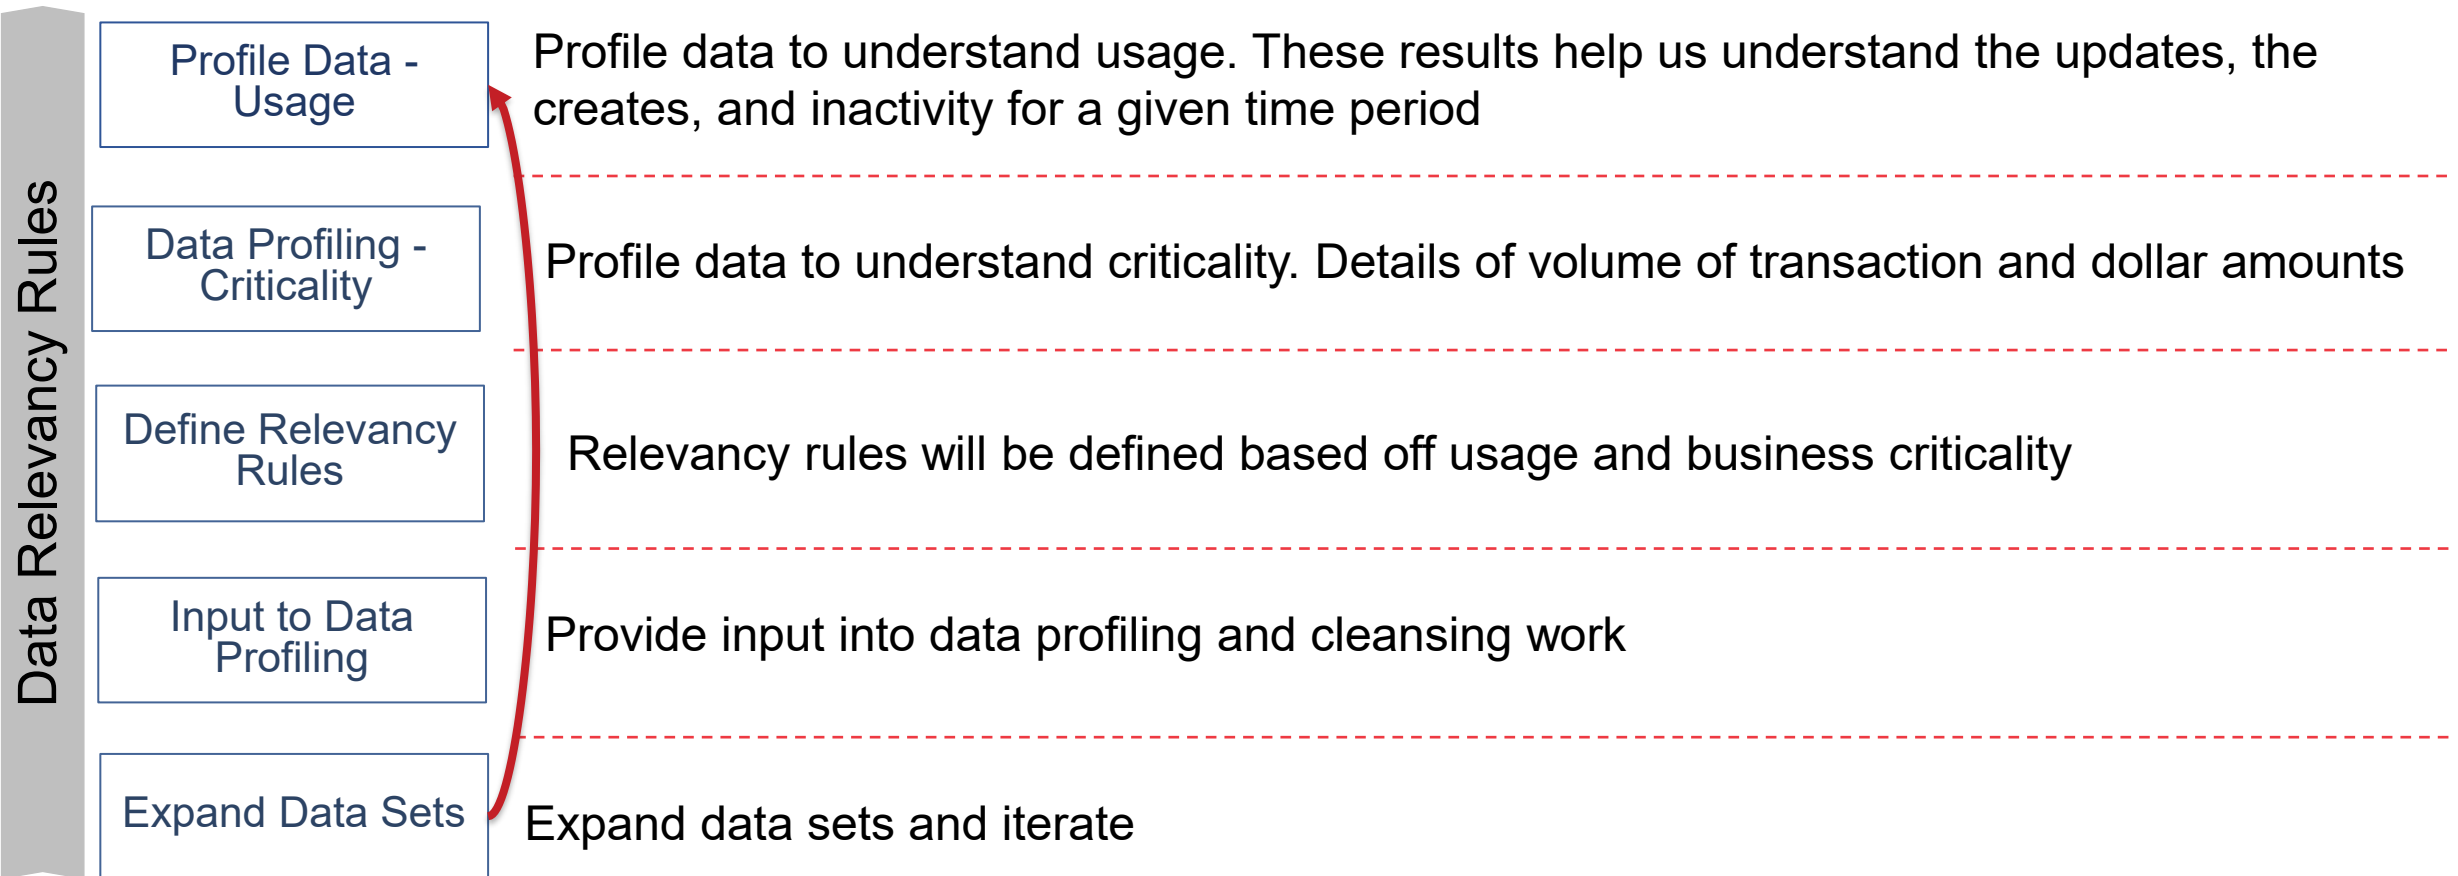 Data Relevancy Rules
Profile Data -
Usage
Profile data to understand usage. These results help us understand the updates, the
creates, and inactivity for a given time period
Data Profiling -
Criticality
Profile data to understand criticality. Details of volume of transaction and dollar amounts
Define Relevancy
Rules
Relevancy rules will be defined based off usage and business criticality
Input to Data
Profiling
Provide input into data profiling and cleansing work
Expand Data Sets
Expand data sets and iterate